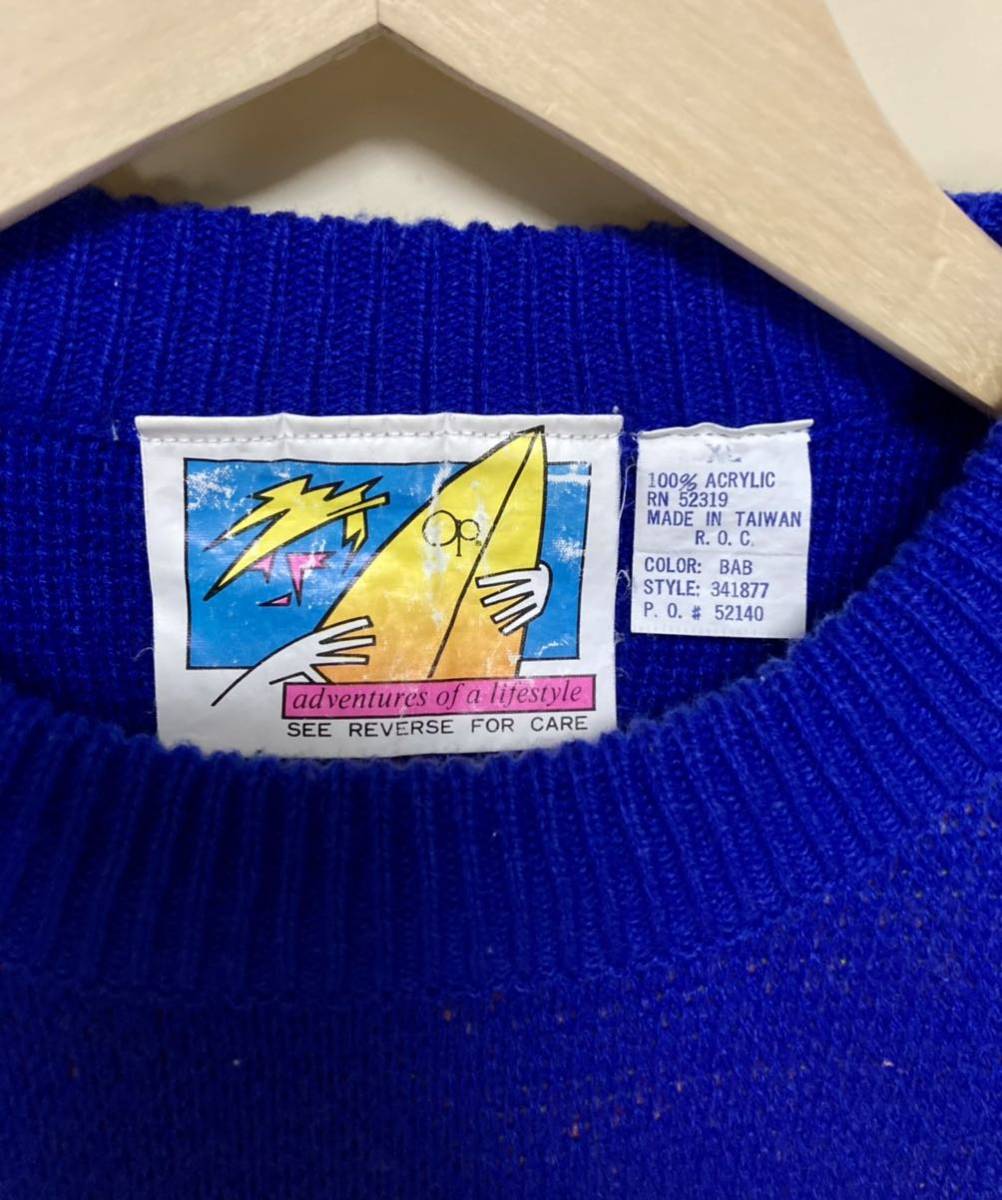 Op
adventures of a lifestyle
SEE REVERSE FOR CARE
XL
100% ACRYLIC
RN 52319
MADE IN TAIWAN
R. O. C.
COLOR: BAB
STYLE: 341877
P. O. # 52140